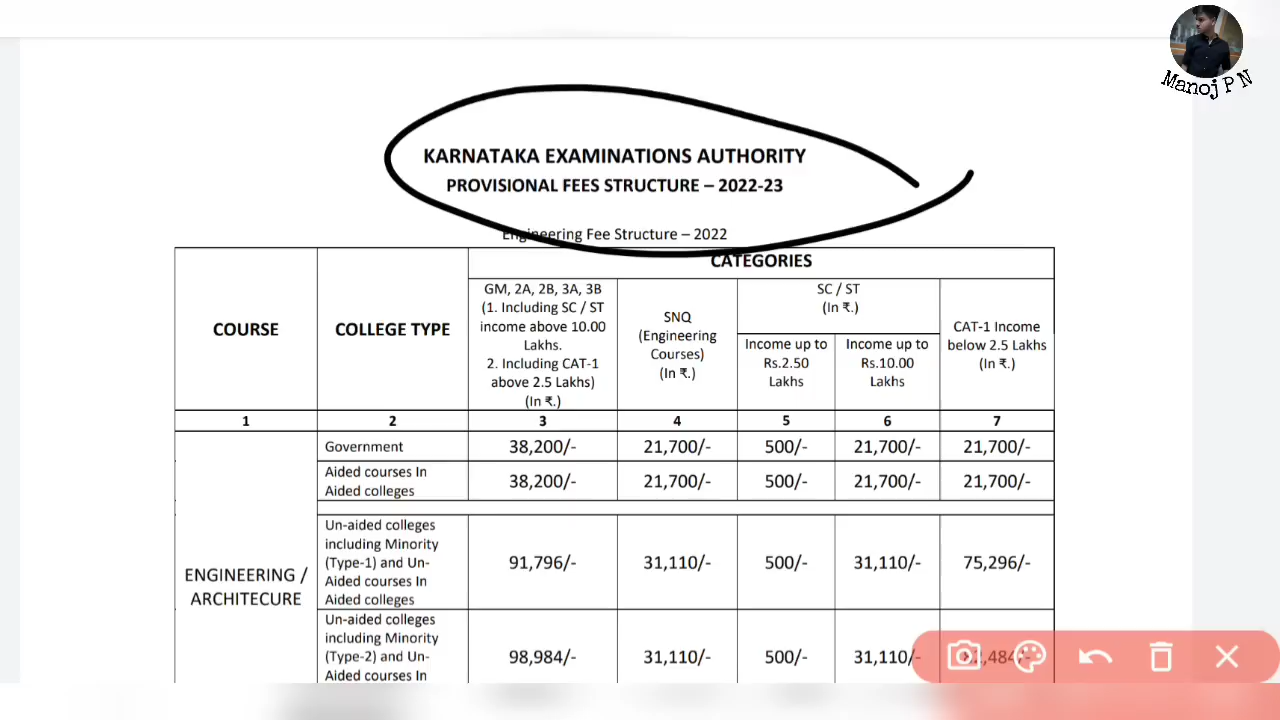 Manoj P N
KARNATAKA EXAMINATIONS AUTHORITY
PROVISIONAL FEES STRUCTURE – 2022-23
Engineering Fee Structure – 2022
COURSE
COLLEGE TYPE
CATEGORIES
GM, 2A, 2B, 3A, 3B
(1. Including SC / ST
income above 10.00
Lakhs.
2. Including CAT-1
above 2.5 Lakhs)
(In ₹.)
SNQ
(Engineering
Courses)
(In ₹.)
SC / ST
(In ₹.)
Income up to
Rs.2.50
Lakhs
Income up to
Rs.10.00
Lakhs
CAT-1 Income
below 2.5 Lakhs
(In ₹.)
1 2 3 4 5 6 7
ENGINEERING /
ARCHITECURE
Government
38,200/- 21,700/- 500/- 21,700/- 21,700/-
Aided courses In
Aided colleges
38,200/- 21,700/- 500/- 21,700/- 21,700/-
Un-aided colleges
including Minority
(Type-1) and Un-
Aided courses In
Aided colleges
91,796/- 31,110/- 500/- 31,110/- 75,296/-
Un-aided colleges
including Minority
(Type-2) and Un-
Aided courses In
98,984/- 31,110/- 500/- 31,110/-